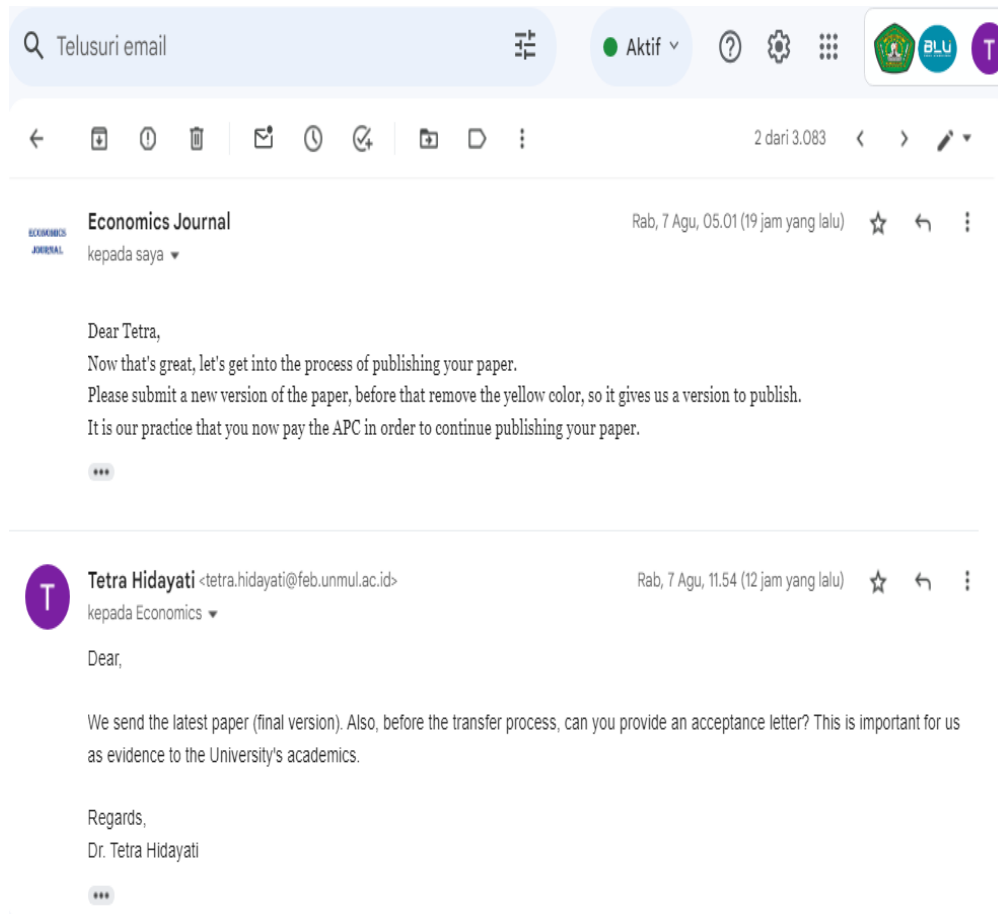 Telusuri email
Aktif
BLU
T
2 dari 3.083
ECONOMICS
JOURNAL
Economics Journal
Rab, 7 Agu, 05.01 (19 jam yang lalu)
kepada saya
Dear Tetra,
Now that's great, let's get into the process of publishing your paper.
Please submit a new version of the paper, before that remove the yellow color, so it gives us a version to publish.
It is our practice that you now pay the APC in order to continue publishing your paper.
T
Tetra Hidayati <tetra.hidayati@feb.unmul.ac.id>
Rab, 7 Agu, 11.54 (12 jam yang lalu)
kepada Economics
Dear,
We send the latest paper (final version). Also, before the transfer process, can you provide an acceptance letter? This is important for us
as evidence to the University's academics.
Regards,
Dr. Tetra Hidayati